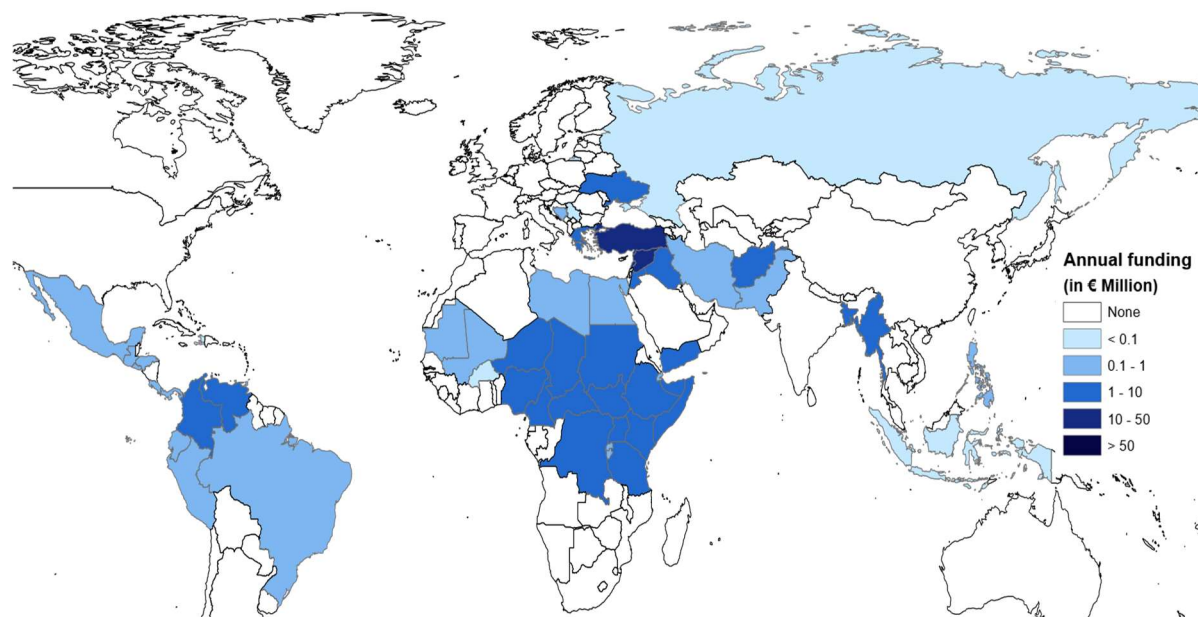 Annual funding
(in € Million)
None
< 0.1
0.1 - 1
1 - 10
10 - 50
> 50